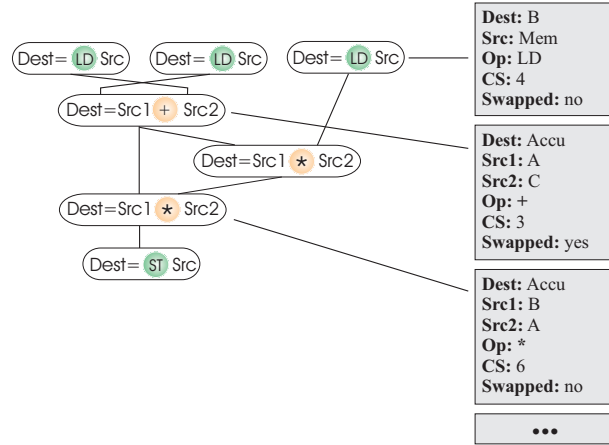 Dest= LD Src
Dest= LD Src
Dest= LD Src
Dest=Src1 + Src2
Dest=Src1 * Src2
Dest=Src1 * Src2
Dest= ST Src
Dest: B
Src: Mem
Op: LD
CS: 4
Swapped: no
Dest: Accu
Src1: A
Src2: C
Op: +
CS: 3
Swapped: yes
Dest: Accu
Src1: B
Src2: A
Op: *
CS: 6
Swapped: no
•••